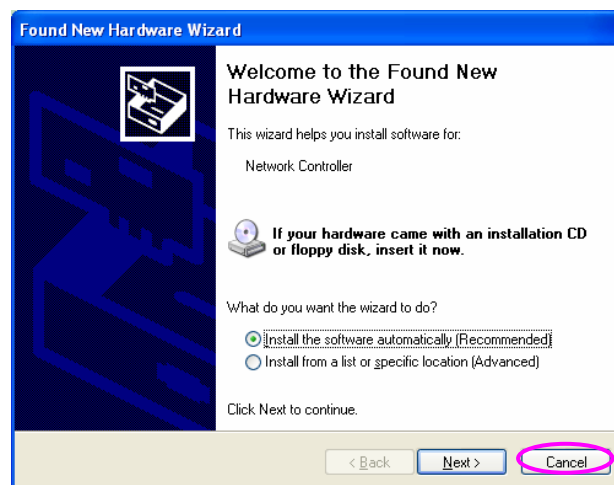 Found New Hardware Wizard
Welcome to the Found New
Hardware Wizard
This wizard helps you install software for:
Network Controller
If your hardware came with an installation CD
or floppy disk, insert it now.
What do you want the wizard to do?
Install the software automatically (Recommended)
Install from a list or specific location (Advanced)
Click Next to continue.
< Back Next > Cancel